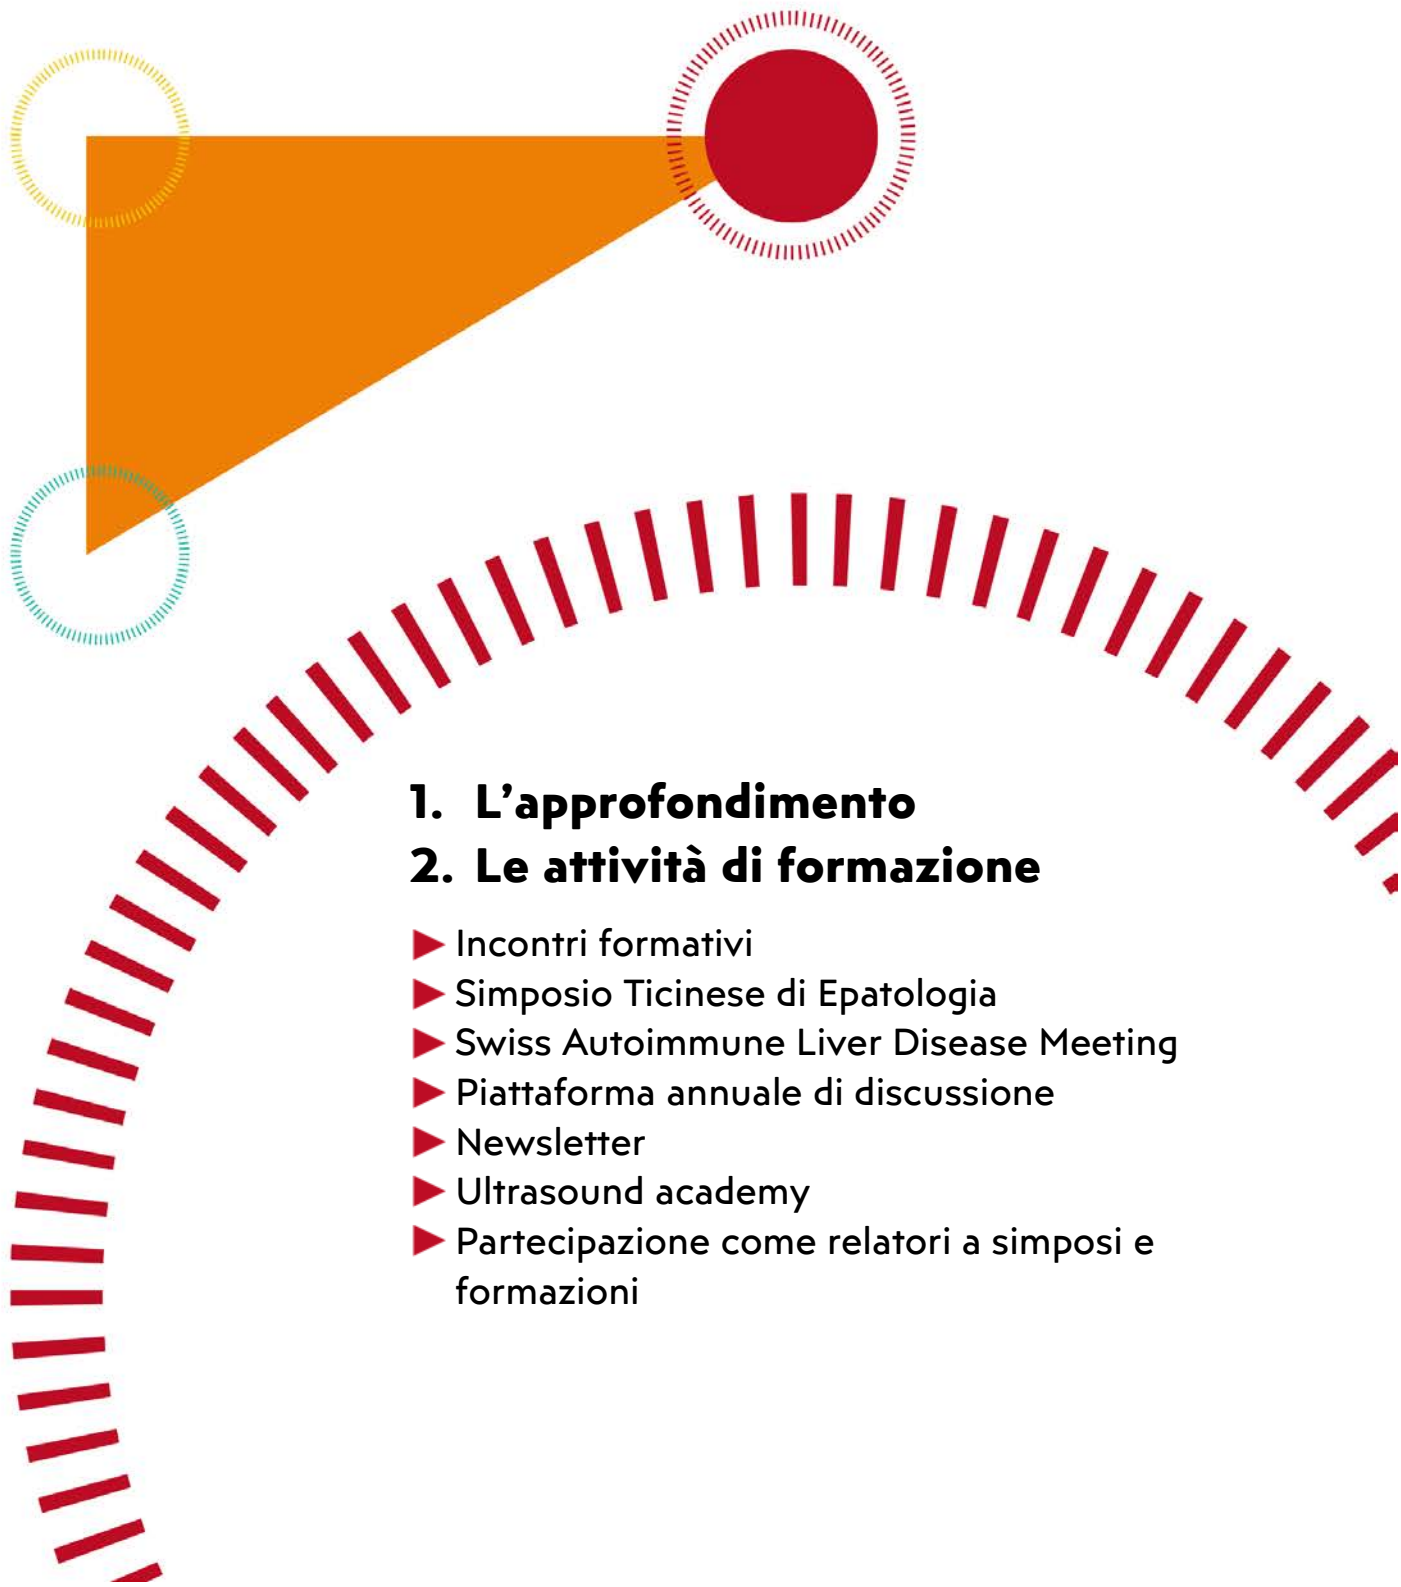 1. L’approfondimento
2. Le attività di formazione
▶ Incontri formativi
▶ Simposio Ticinese di Epatologia
▶ Swiss Autoimmune Liver Disease Meeting
▶ Piattaforma annuale di discussione
▶ Newsletter
▶ Ultrasound academy
▶ Partecipazione come relatori a simposi e
formazioni